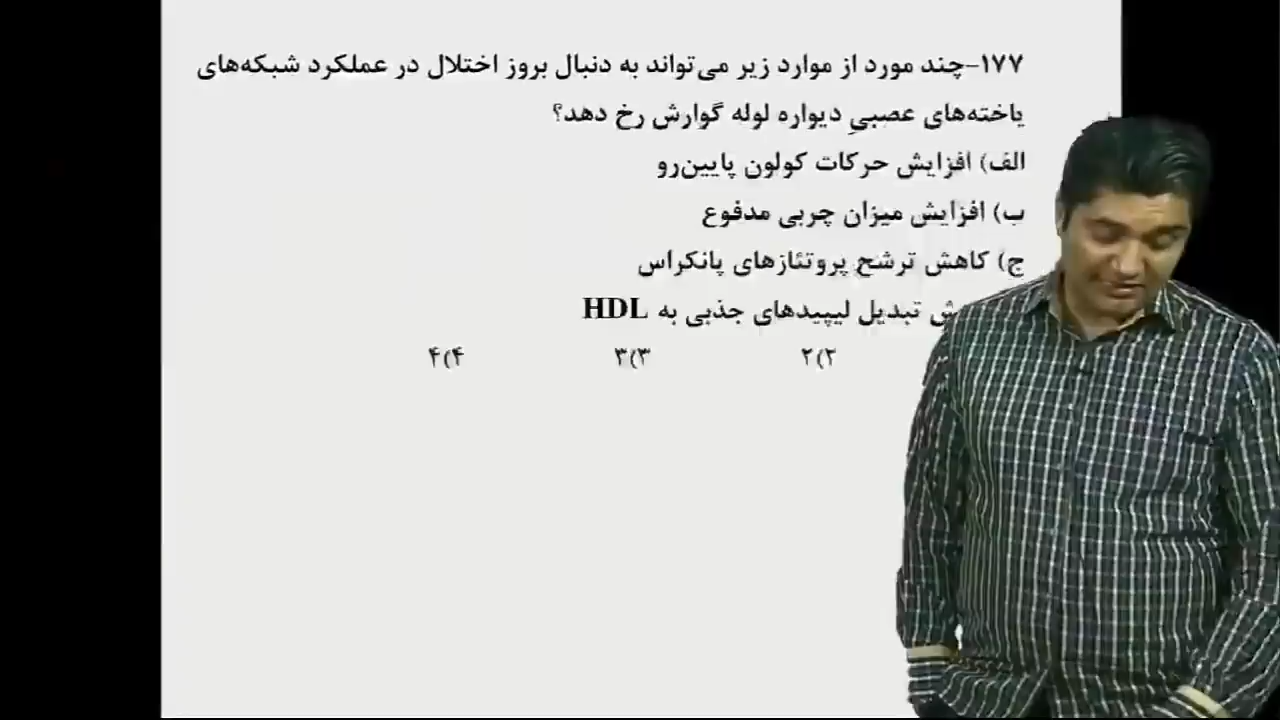 ۱۷۷-چند مورد از موارد زیر می‌تواند به دنبال بروز اختلال در عملکرد شبکه‌های
یاخته‌های عصبیِ دیواره لوله گوارش رخ دهد؟
الف) افزایش حرکات کولون پایین‌رو
ب) افزایش میزان چربی مدفوع
ج) کاهش ترشح پروتئازهای پانکراس
تبدیل لیپیدهای جذبی به HDL
۲)۲ ۳)۳ ۴)۴